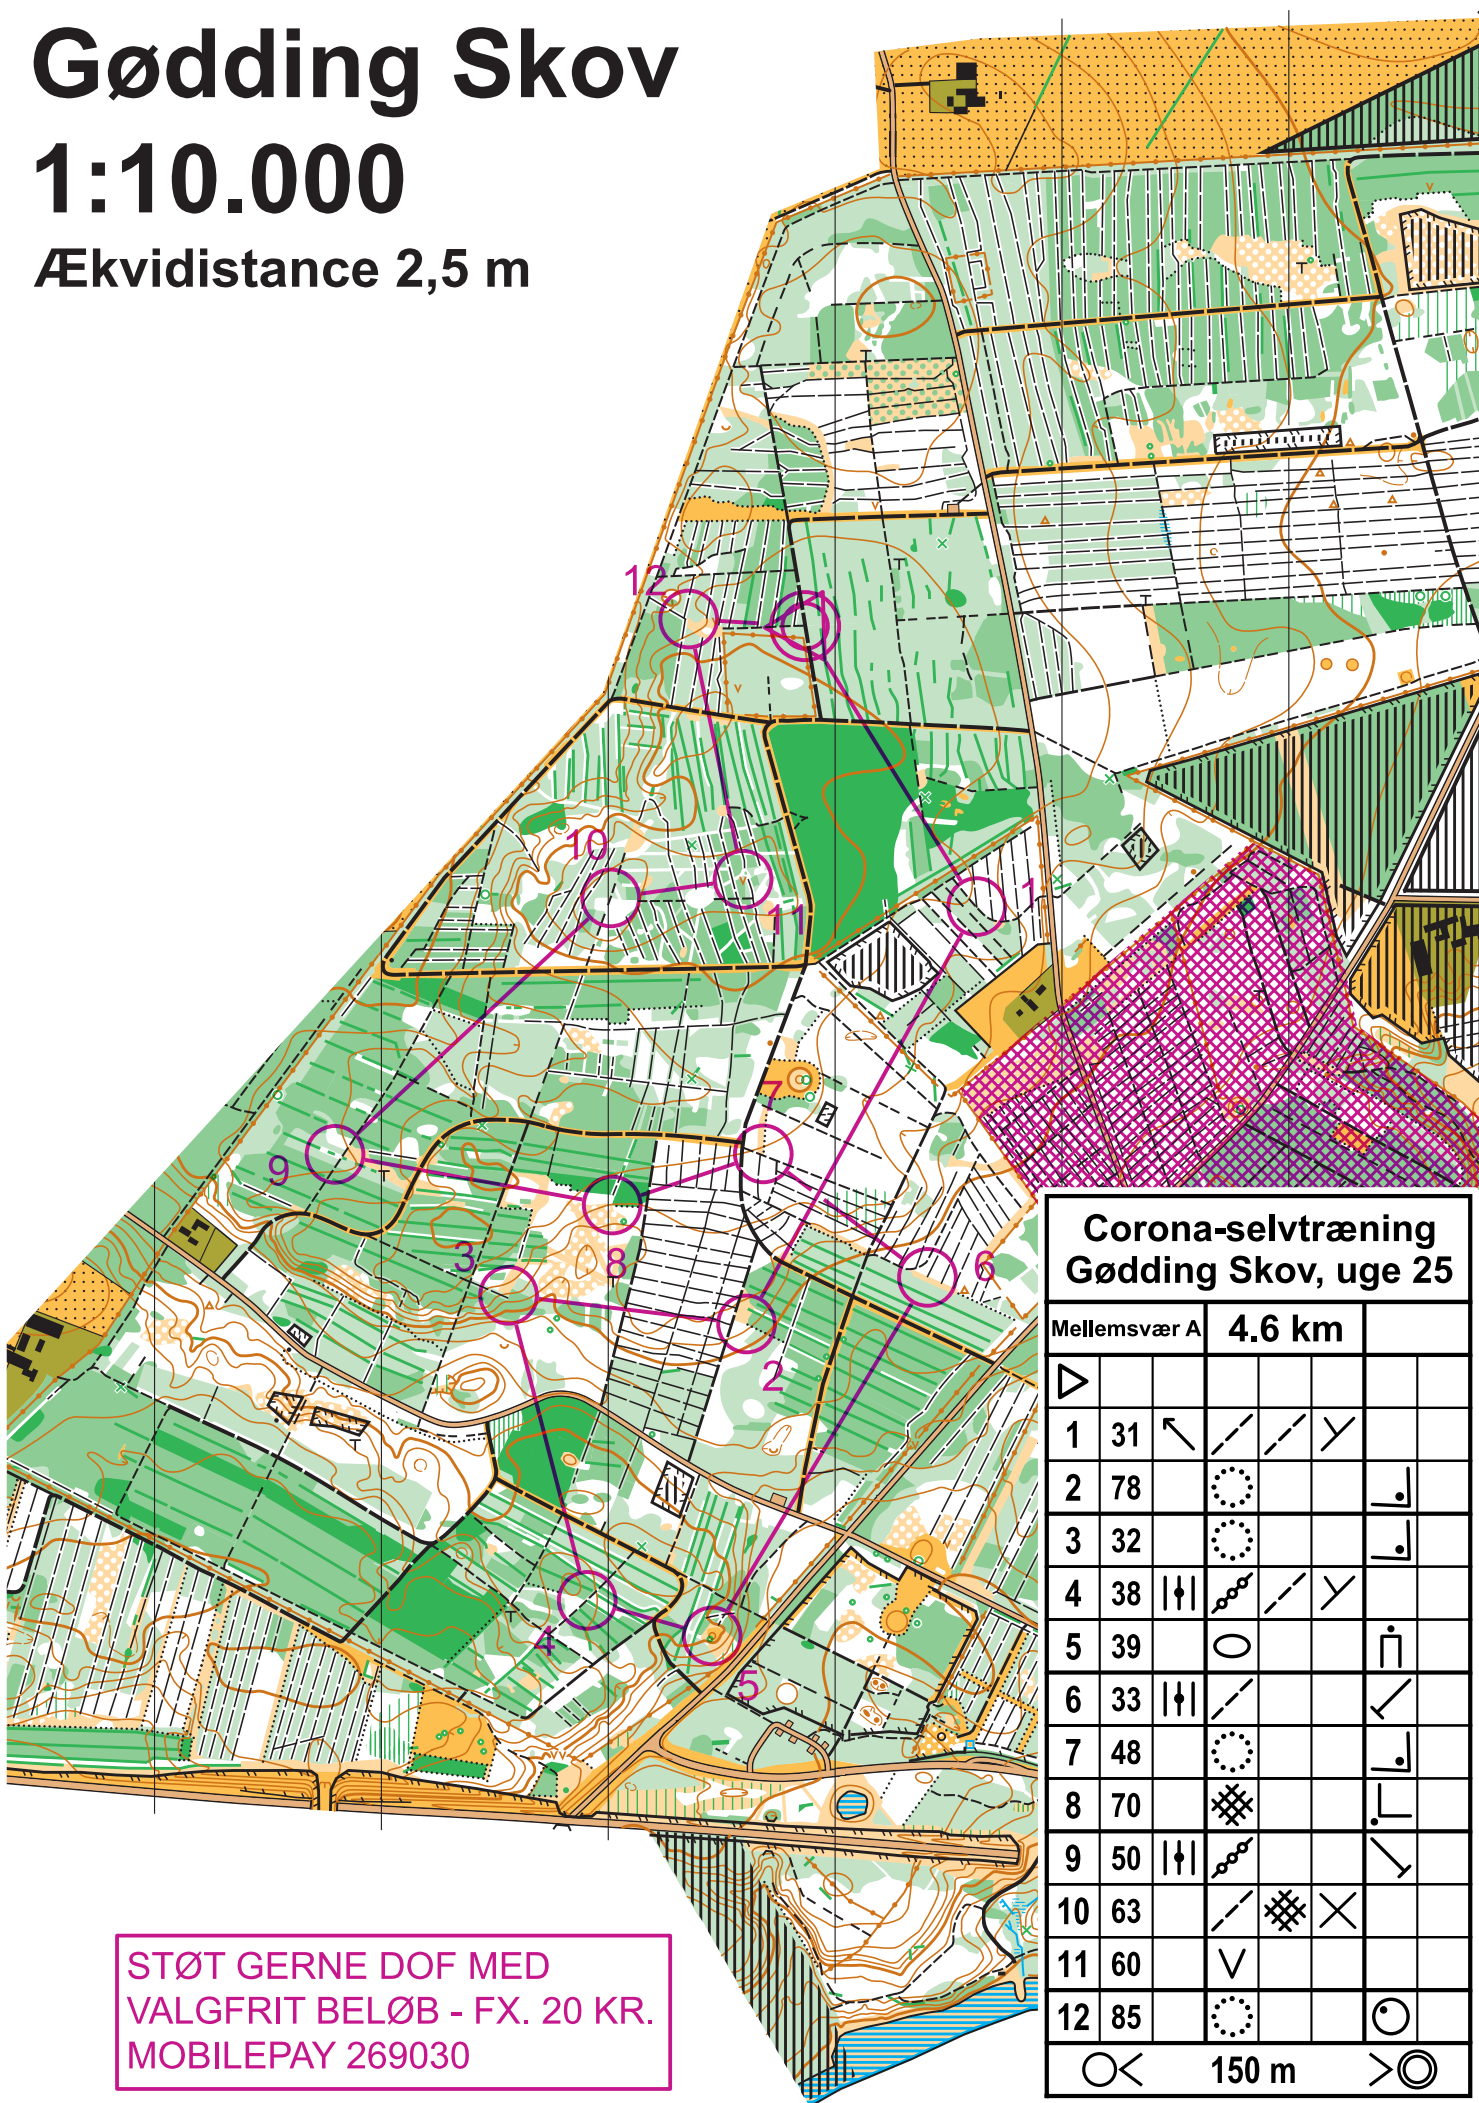 Gødding Skov
1:10.000
Ækvidistance 2,5 m
12
1
10
11
7
9
3
8
6
2
4
5
Corona-selvtræning
Gødding Skov, uge 25
Mellemsvær A 4.6 km
1 31
2 78
3 32
4 38
5 39
6 33
7 48
8 70
9 50
10 63
11 60
12 85
150 m
STØT GERNE DOF MED
VALGFRIT BELØB - FX. 20 KR.
MOBILEPAY 269030